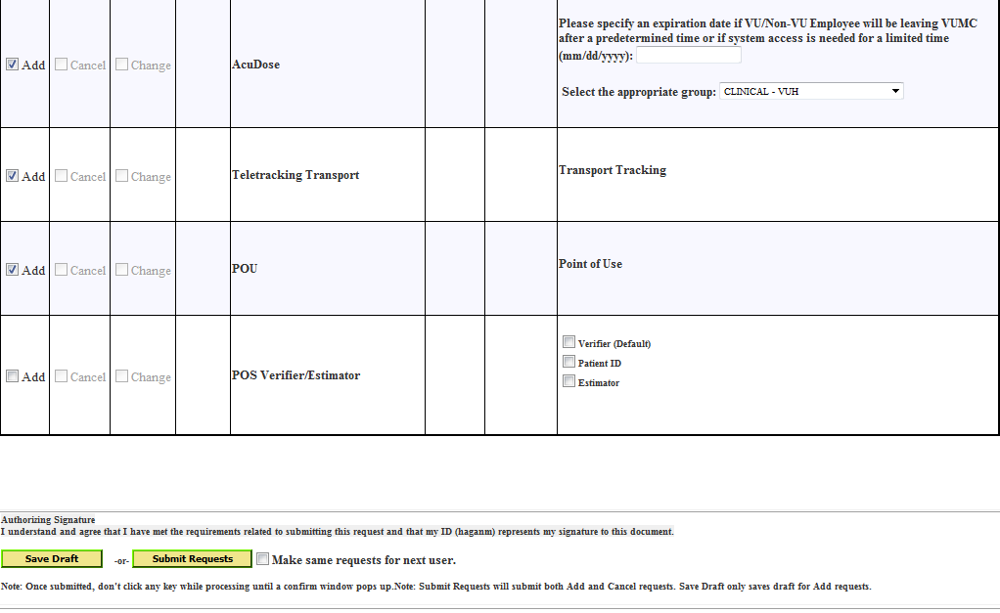 Please specify an expiration date if VU/Non-VU Employee will be leaving VUMC
after a predetermined time or if system access is needed for a limited time
Add Cancel Change AcuDose (mm/dd/yyyy):
Select the appropriate group: CLINICAL - VUH
Add Cancel Change Teletracking Transport Transport Tracking
Add Cancel Change POU Point of Use
Verifier (Default)
Patient ID
Add Cancel Change POS Verifier/Estimator
Estimator
Authorizing Signature
I understand and agree that I have met the requirements related to submitting this request and that my ID (haganm) represents my signature to this document.
Save Draft -or- Submit Requests Make same requests for next user.
Note: Once submitted, don't click any key while processing until a confirm window pops up.Note: Submit Requests will submit both Add and Cancel requests. Save Draft only saves draft for Add requests.